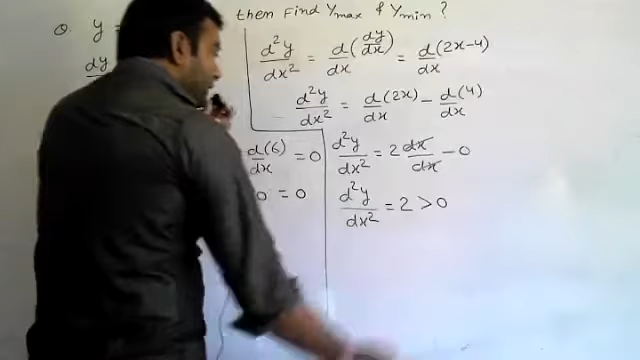 Q. y =
then Find Ymax & Ymin ?
dy
d²y/dx² = d/dx (dy/dx) = d/dx (2x-4)
d²y/dx² = d(2x)/dx - d(4)/dx
d(6)/dx = 0
0 = 0
d²y/dx² = 2 dx/dx - 0
d²y/dx² = 2 > 0